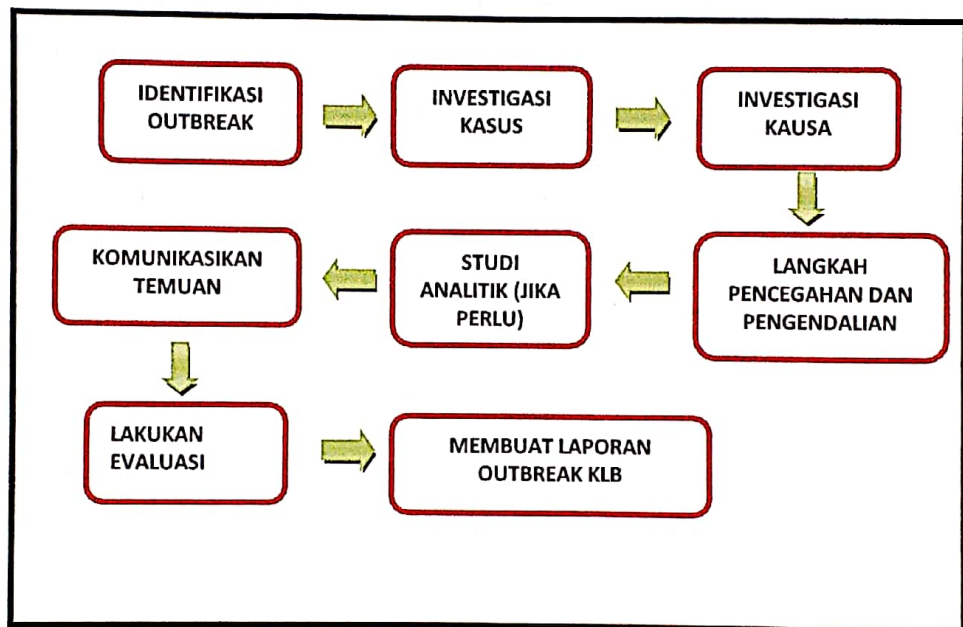 IDENTIFIKASI
OUTBREAK
INVESTIGASI
KASUS
INVESTIGASI
KAUSA
LANGKAH
PENCEGAHAN DAN
PENGENDALIAN
STUDI
ANALITIK (JIKA
PERLU)
KOMUNIKASIKAN
TEMUAN
LAKUKAN
EVALUASI
MEMBUAT LAPORAN
OUTBREAK KLB